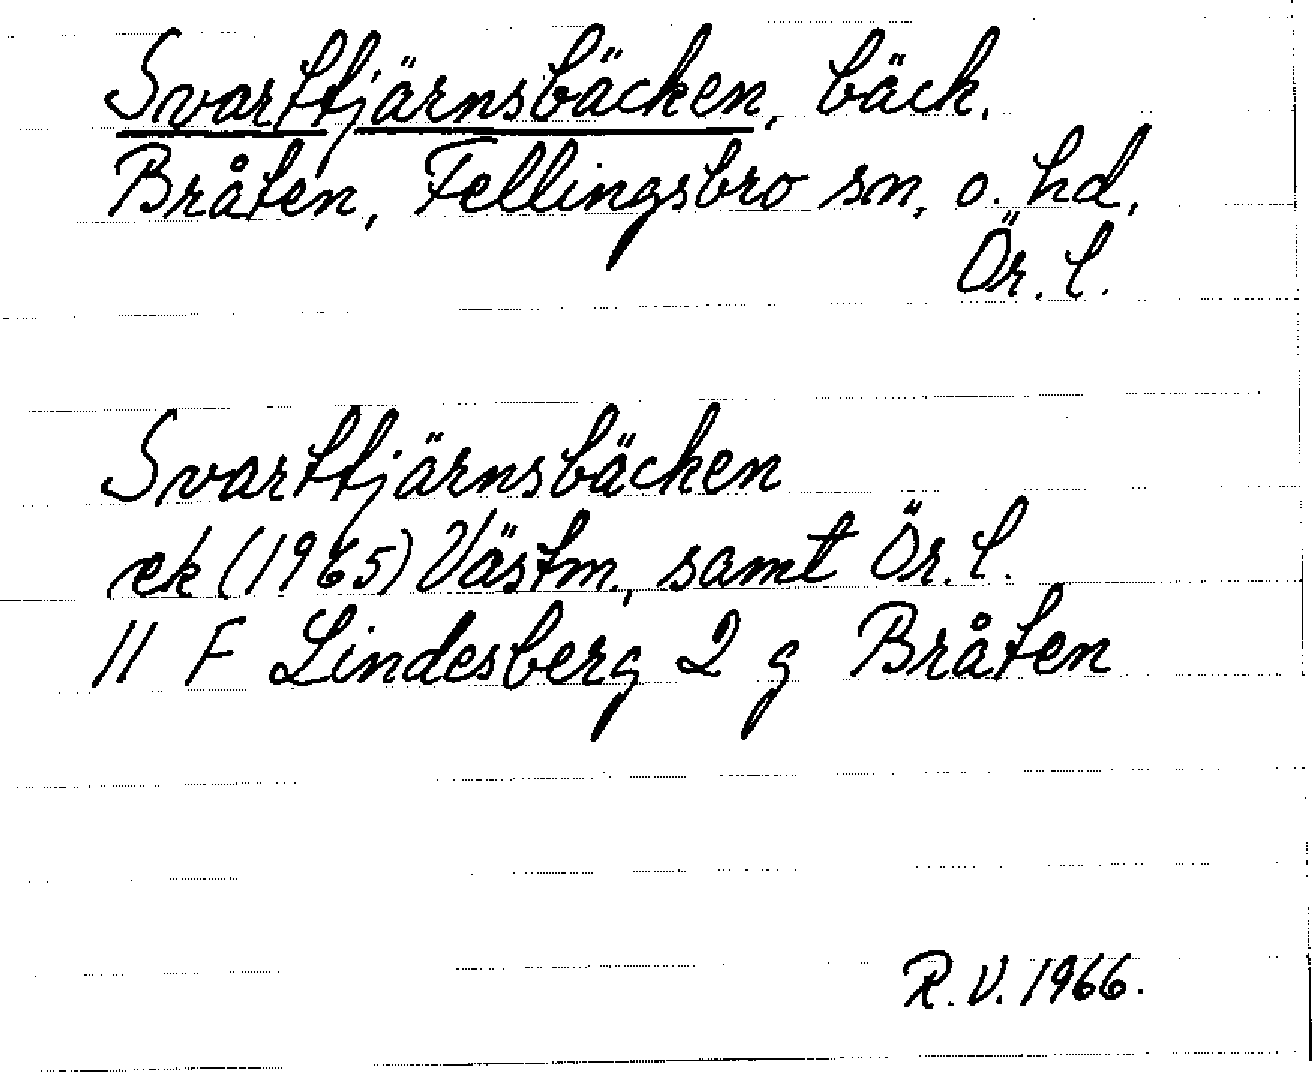 Svarttjärnsbäcken, bäck.
Bråten, Fellingsbro sn, o. hd,
Ör. l.
Svarttjärnsbäcken
ek (1965) Västm, samt Ör. l.
11 F Lindesberg 2 g Bråten
R. V. 1966.